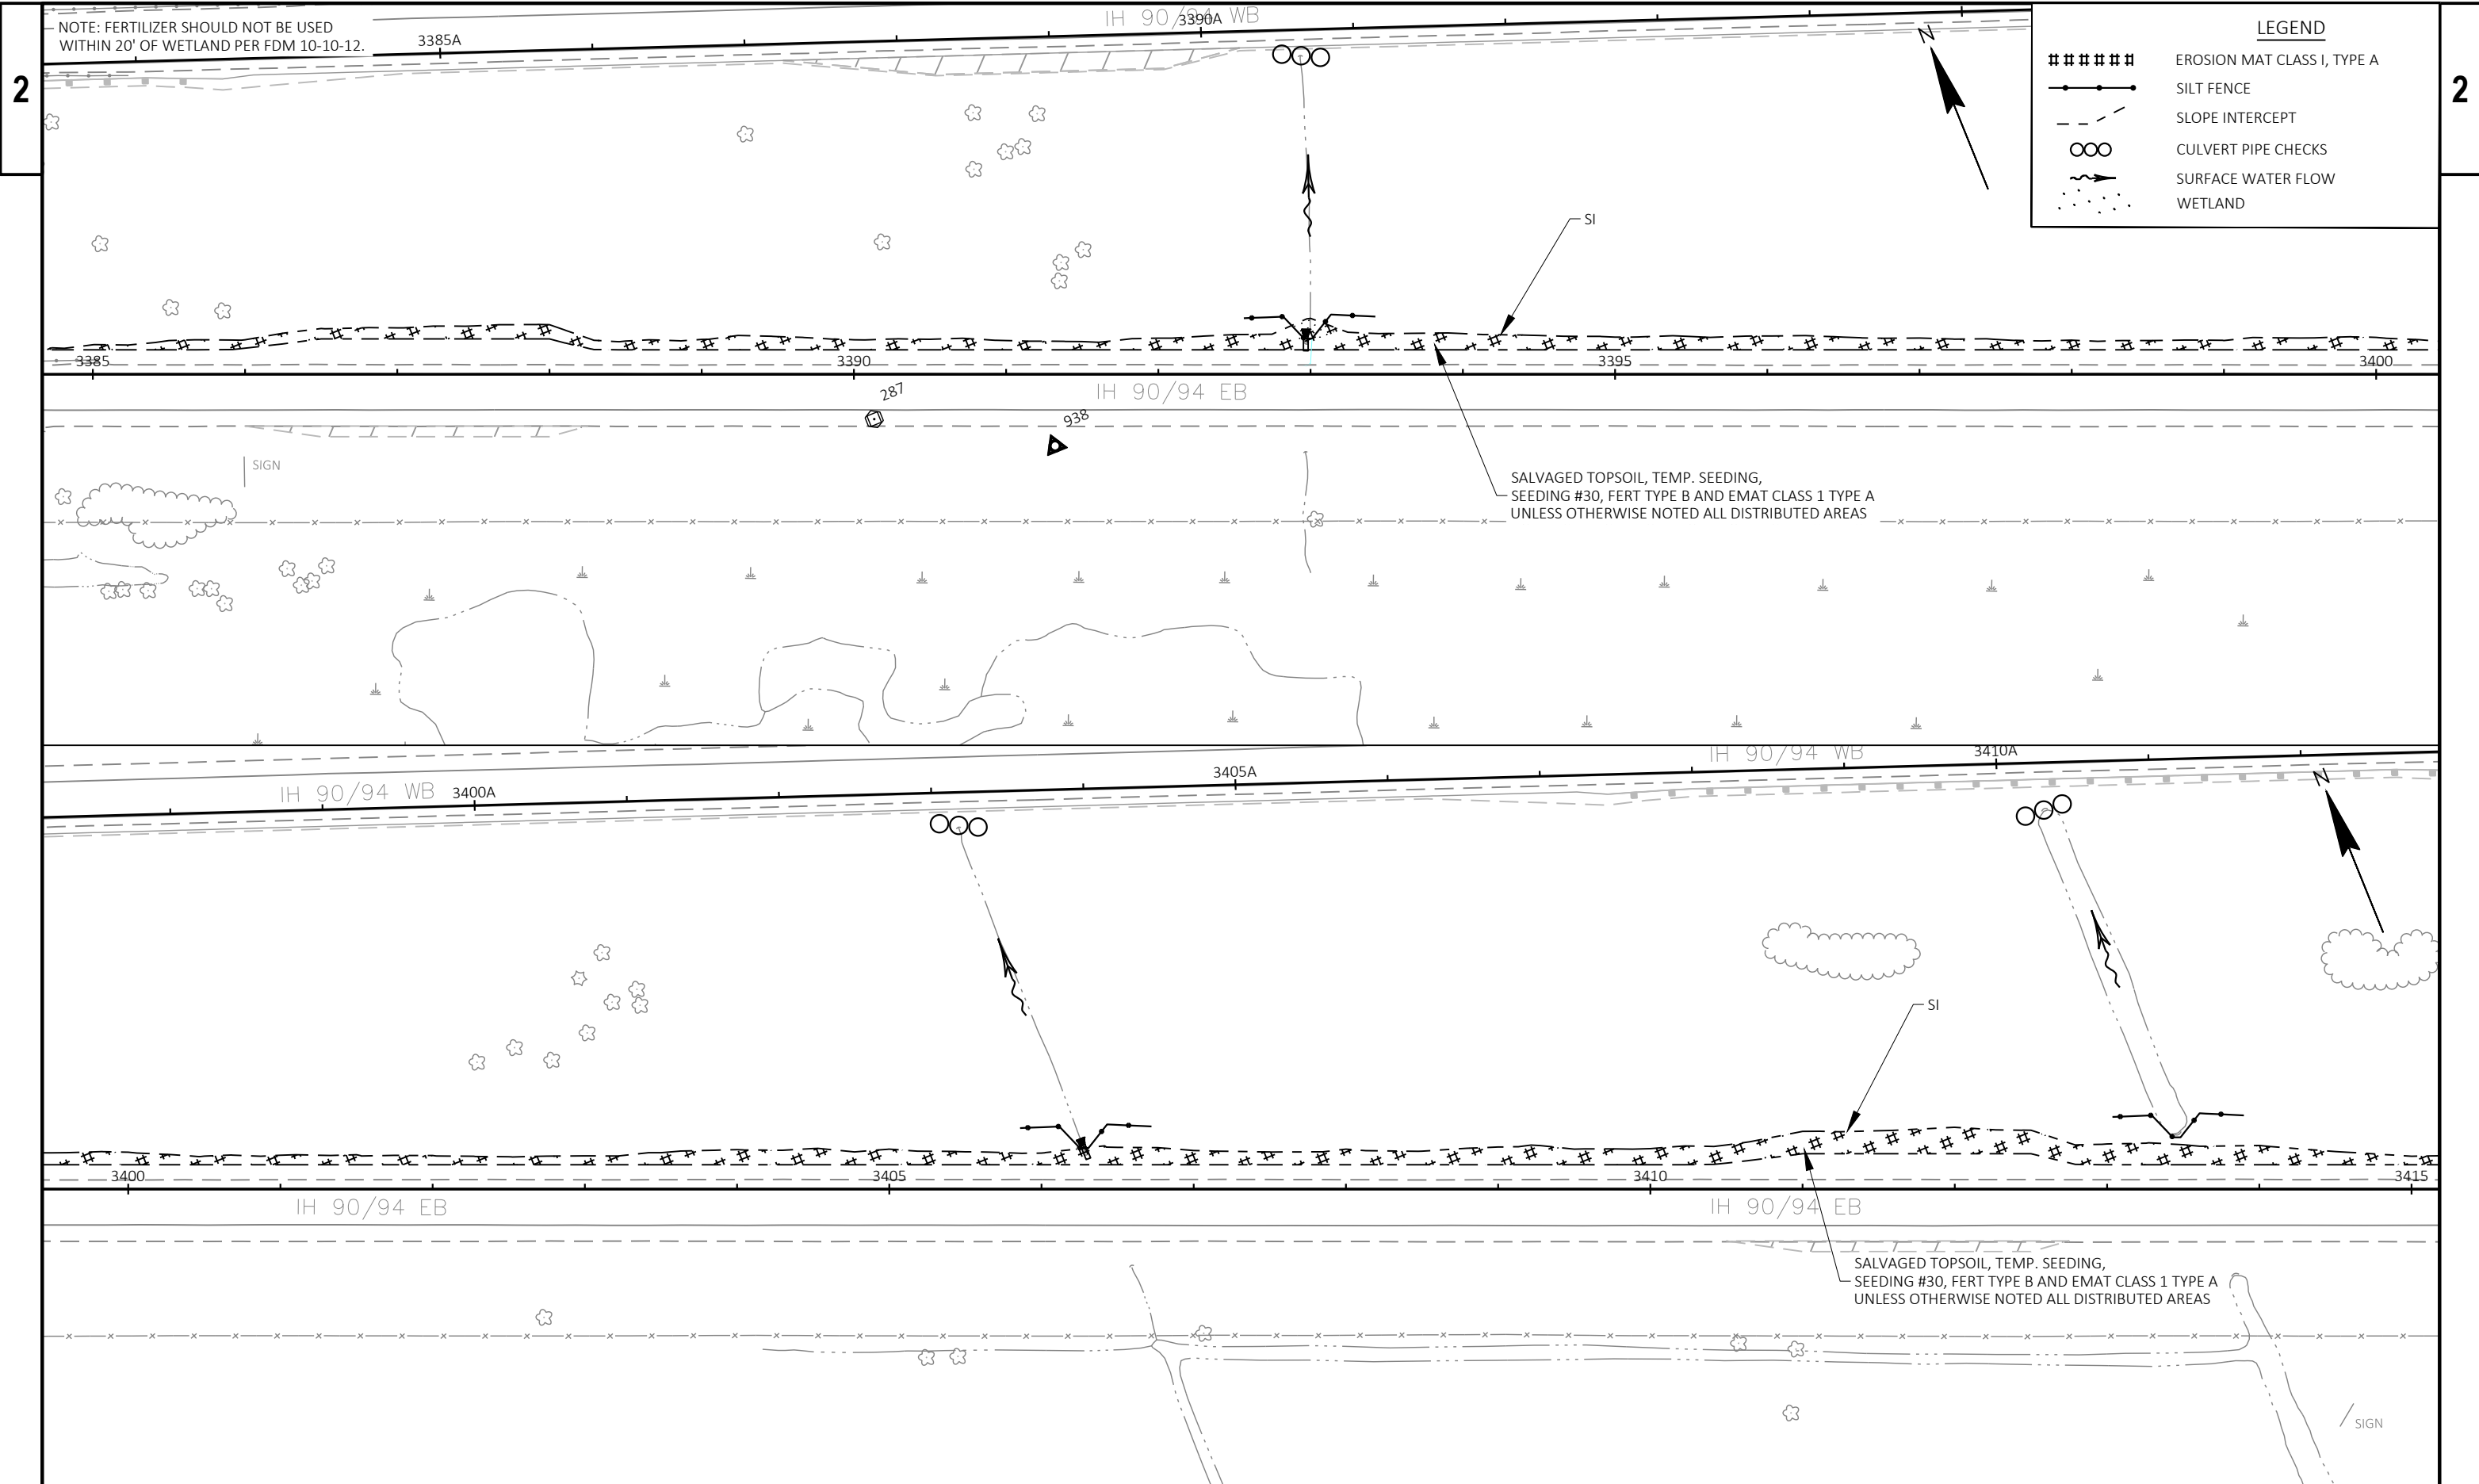 NOTE: FERTILIZER SHOULD NOT BE USED
WITHIN 20' OF WETLAND PER FDM 10-10-12.
2
2
3385A
IH 90/94 WB
3390A
N
LEGEND
EROSION MAT CLASS I, TYPE A
SILT FENCE
SLOPE INTERCEPT
CULVERT PIPE CHECKS
SURFACE WATER FLOW
WETLAND
SI
3385
3390
3395
3400
IH 90/94 EB
287
938
SIGN
SALVAGED TOPSOIL, TEMP. SEEDING,
SEEDING #30, FERT TYPE B AND EMAT CLASS 1 TYPE A
UNLESS OTHERWISE NOTED ALL DISTRIBUTED AREAS
IH 90/94 WB
3400A
3405A
IH 90/94 WB
3410A
N
SI
3400
3405
3410
3415
IH 90/94 EB
IH 90/94 EB
SALVAGED TOPSOIL, TEMP. SEEDING,
SEEDING #30, FERT TYPE B AND EMAT CLASS 1 TYPE A
UNLESS OTHERWISE NOTED ALL DISTRIBUTED AREAS
SIGN